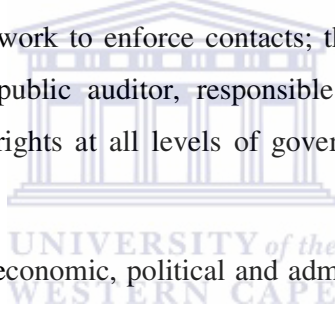 work to enforce contacts; th
public auditor, responsible
rights at all levels of gover
UNIVERSITY of the
economic, political and adm
WESTERN CAPE